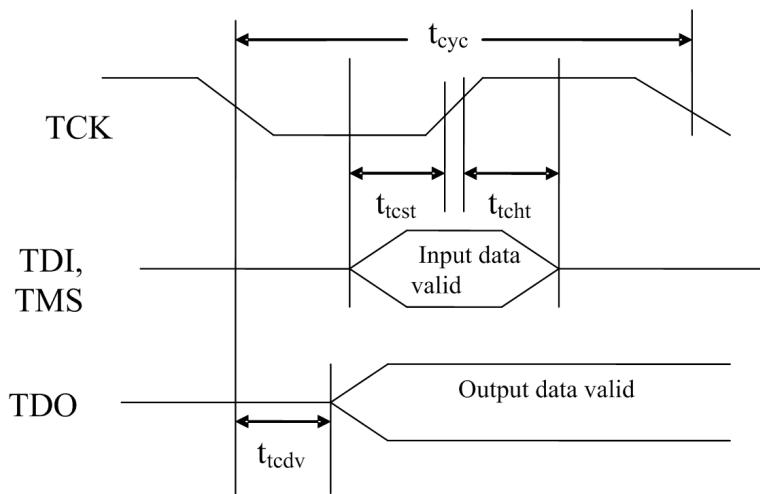 tcyc
TCK
ttcst
ttcht
TDI,
TMS
Input data
valid
TDO
Output data valid
ttcdv